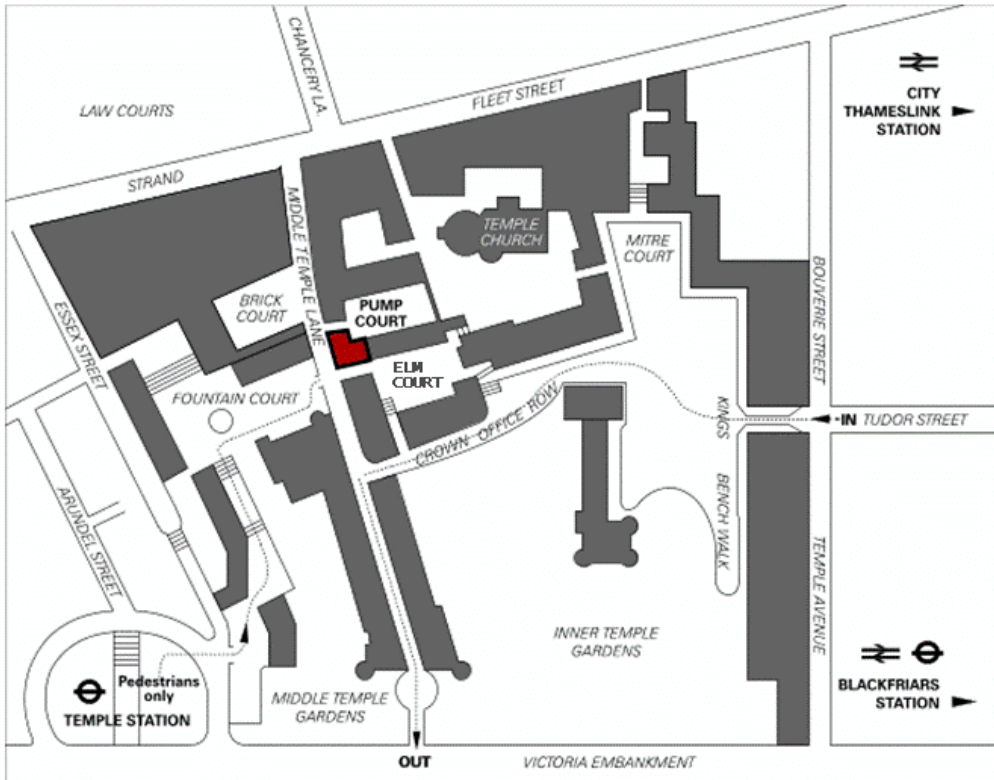 CHANCERY LA.
LAW COURTS
FLEET STREET
CITY
THAMESLINK
STATION
STRAND
MIDDLE TEMPLE LANE
TEMPLE
CHURCH
MITRE
COURT
BRICK
COURT
PUMP
COURT
BOUVERIE STREET
ESSEX STREET
ELM
COURT
FOUNTAIN COURT
CROWN OFFICE ROW
KINGS
BENCH WALK
IN TUDOR STREET
ARUNDEL STREET
TEMPLE AVENUE
INNER TEMPLE
GARDENS
Pedestrians
only
TEMPLE STATION
MIDDLE TEMPLE
GARDENS
BLACKFRIARS
STATION
OUT
VICTORIA EMBANKMENT